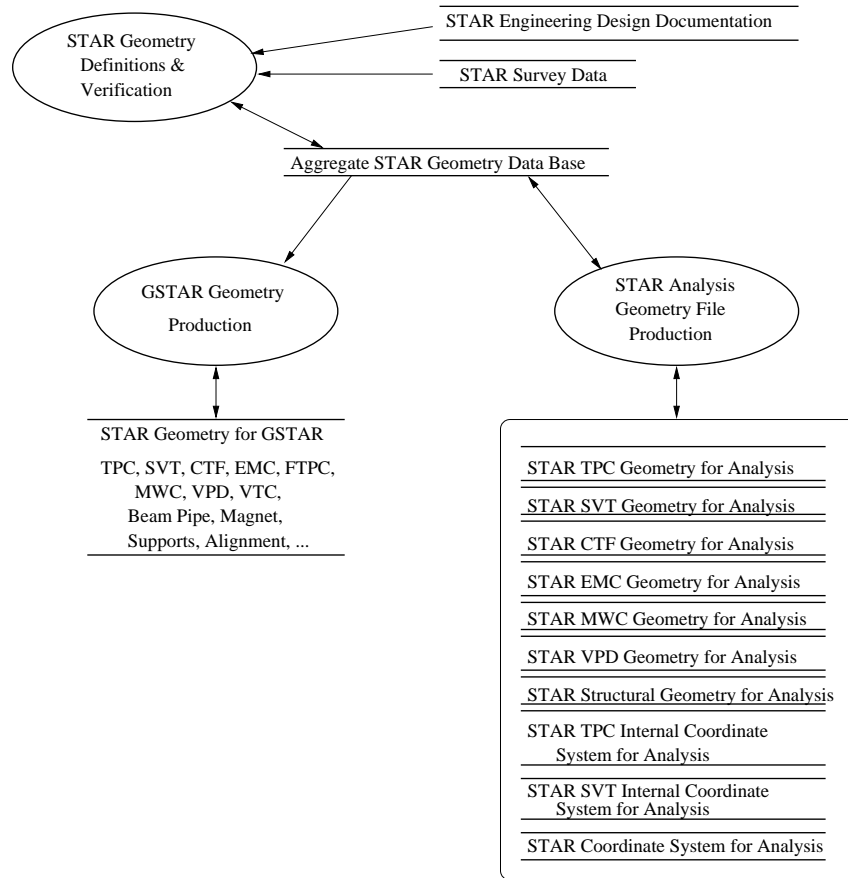 STAR Geometry
Definitions &
Verification
STAR Engineering Design Documentation
STAR Survey Data
Aggregate STAR Geometry Data Base
GSTAR Geometry
Production
STAR Analysis
Geometry File
Production
STAR Geometry for GSTAR
TPC, SVT, CTF, EMC, FTPC,
MWC, VPD, VTC,
Beam Pipe, Magnet,
Supports, Alignment, ...
STAR TPC Geometry for Analysis
STAR SVT Geometry for Analysis
STAR CTF Geometry for Analysis
STAR EMC Geometry for Analysis
STAR MWC Geometry for Analysis
STAR VPD Geometry for Analysis
STAR Structural Geometry for Analysis
STAR TPC Internal Coordinate
System for Analysis
STAR SVT Internal Coordinate
System for Analysis
STAR Coordinate System for Analysis